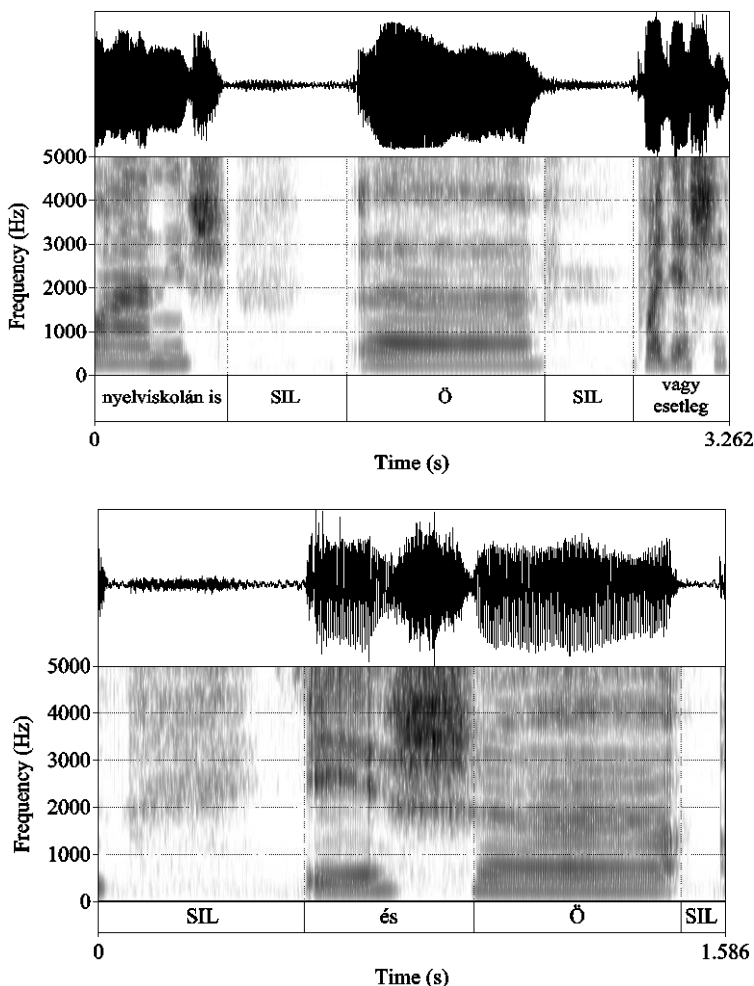 5000
4000
3000
2000
1000
0
Frequency (Hz)
nyelviskolán is
SIL
Ö
SIL
vagy
esetleg
0
3.262
Time (s)
5000
4000
3000
2000
1000
0
Frequency (Hz)
SIL
és
Ö
SIL
0
1.586
Time (s)